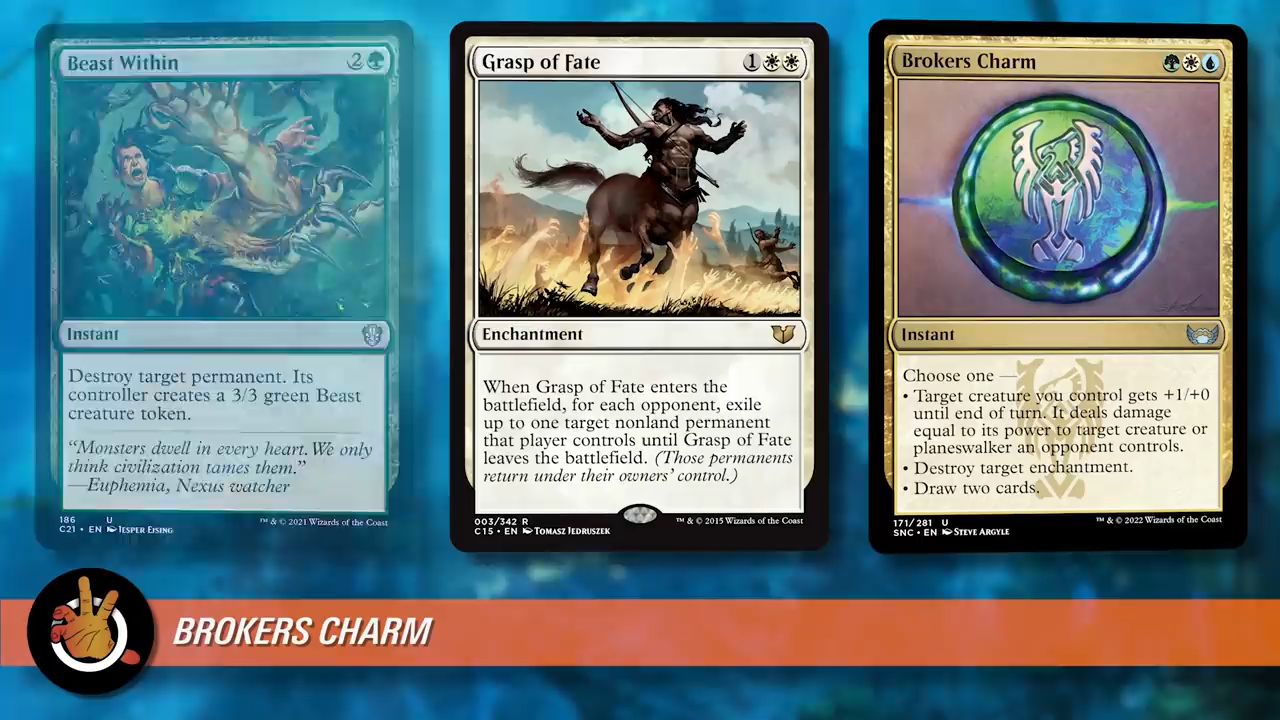 Beast Within 2
Instant
Destroy target permanent. Its
controller creates a 3/3 green Beast
creature token.
“Monsters dwell in every heart. We only
think civilization tames them.”
—Euphemia, Nexus watcher
186 U
C21 • EN Jesper Ejsing
™ & © 2021 Wizards of the Coast
Grasp of Fate 1
Enchantment
When Grasp of Fate enters the
battlefield, for each opponent, exile
up to one target nonland permanent
that player controls until Grasp of Fate
leaves the battlefield. (Those permanents
return under their owners’ control.)
003/342 R
C15 • EN Tomasz Jedruszek
™ & © 2015 Wizards of the Coast
Brokers Charm
Instant
Choose one —
• Target creature you control gets +1/+0
until end of turn. It deals damage
equal to its power to target creature or
planeswalker an opponent controls.
• Destroy target enchantment.
• Draw two cards.
171/281 U
SNC • EN Steve Argyle
™ & © 2022 Wizards of the Coast
BROKERS CHARM